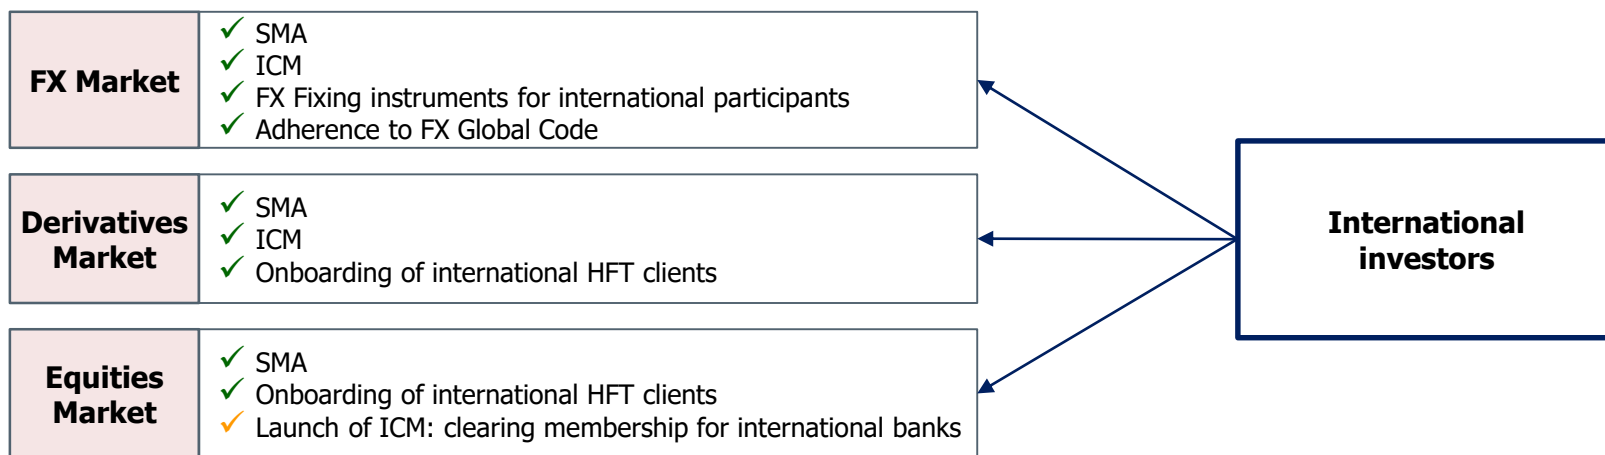 FX Market
✓ SMA
✓ ICM
✓ FX Fixing instruments for international participants
✓ Adherence to FX Global Code
Derivatives
Market
✓ SMA
✓ ICM
✓ Onboarding of international HFT clients
Equities
Market
✓ SMA
✓ Onboarding of international HFT clients
✓ Launch of ICM: clearing membership for international banks
International
investors